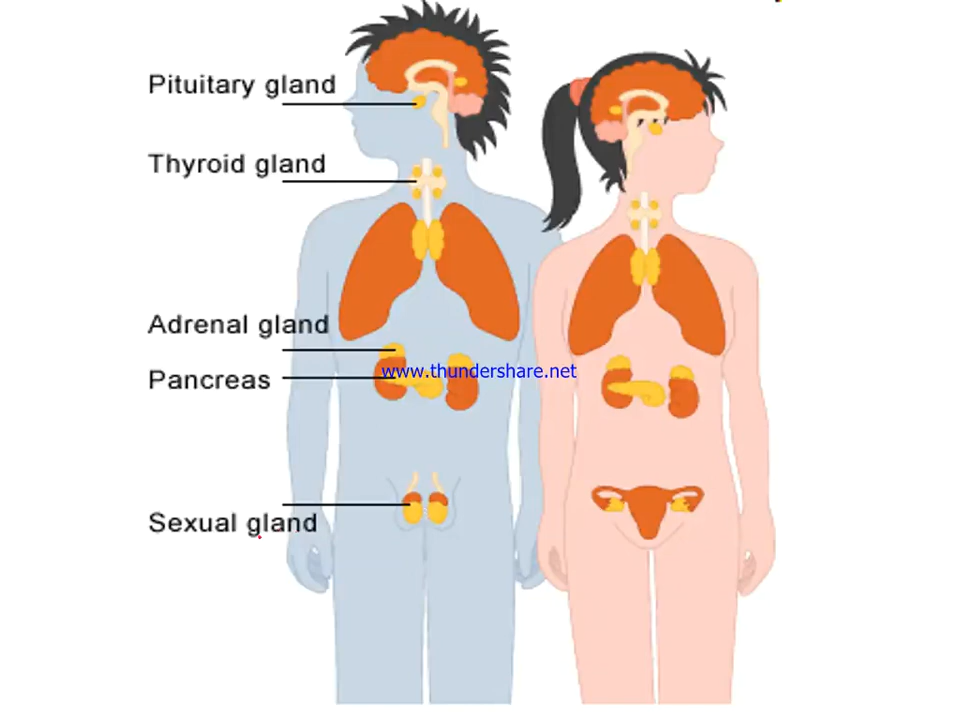 Pituitary gland
Thyroid gland
Adrenal gland
www.thundershare.net
Pancreas
Sexual gland